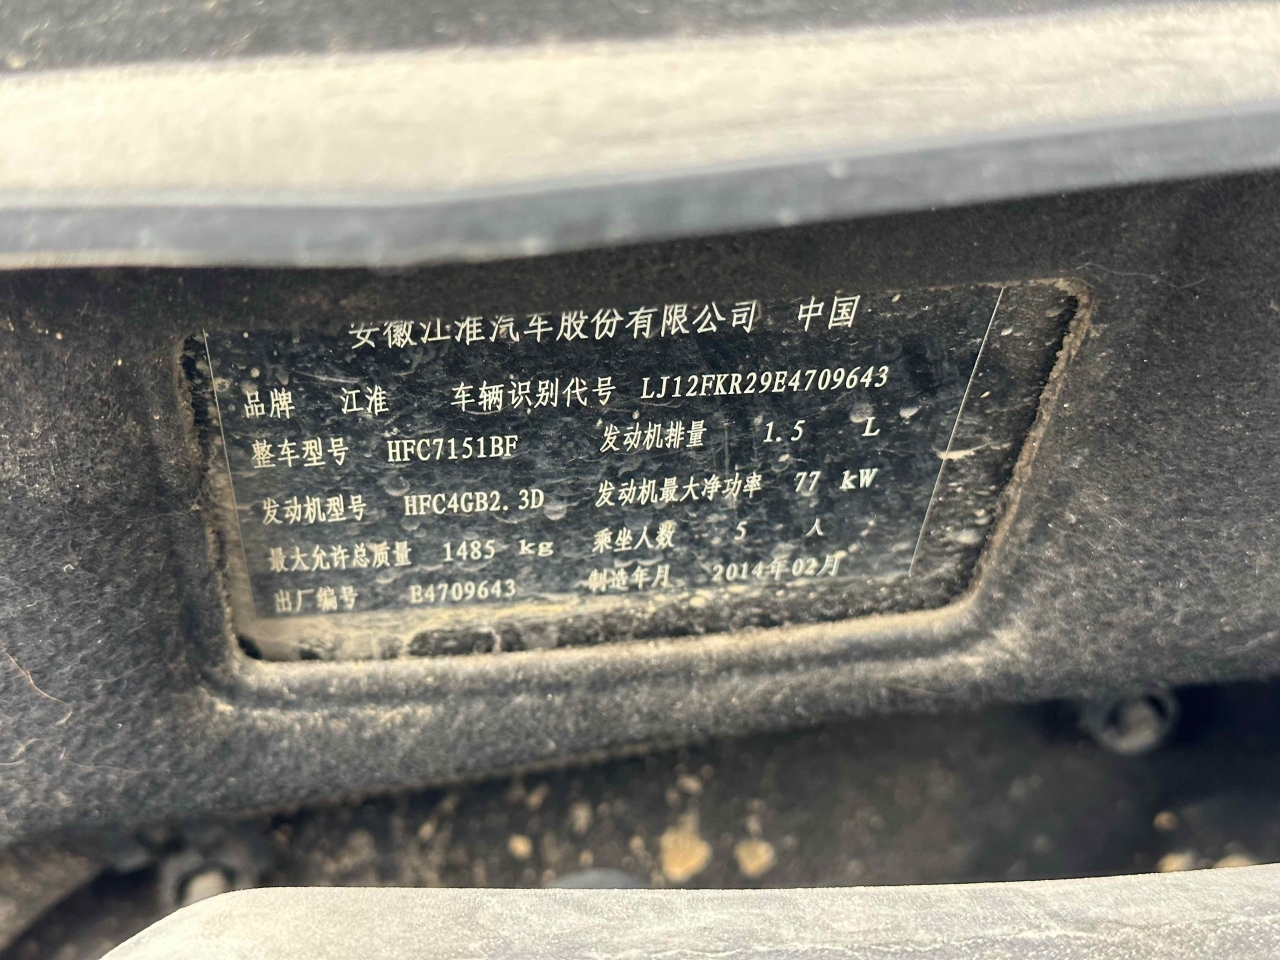 安徽江淮汽车股份有限公司 中国
品牌 江淮 车辆识别代号 LJ12FKR29E4709643
整车型号 HFC7151BF 发动机排量 1.5 L
发动机型号 HFC4GB2.3D 发动机最大净功率 77 kW
最大允许总质量 1485 kg 乘坐人数 5 人
出厂编号 E4709643 制造年月 2014年02月